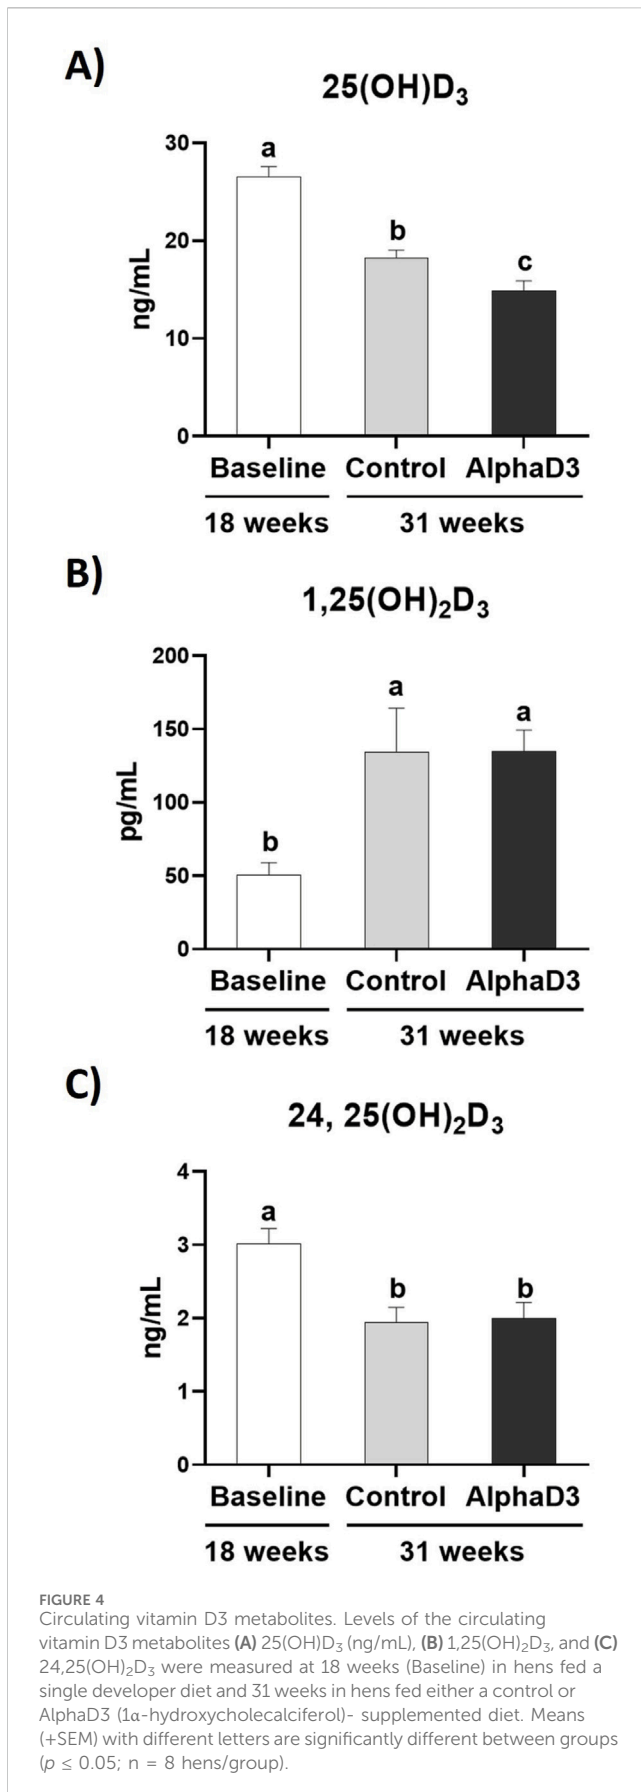 A)
25(OH)D₃
30
a
20
b
c
10
0
ng/mL
Baseline Control AlphaD3
18 weeks 31 weeks
B)
1,25(OH)₂D₃
200
a
a
150
100
b
50
0
pg/mL
Baseline Control AlphaD3
18 weeks 31 weeks
C)
24, 25(OH)₂D₃
4
a
3
b
b
2
1
0
ng/mL
Baseline Control AlphaD3
18 weeks 31 weeks
FIGURE 4
Circulating vitamin D3 metabolites. Levels of the circulating
vitamin D3 metabolites (A) 25(OH)D₃ (ng/mL), (B) 1,25(OH)₂D₃, and (C)
24,25(OH)₂D₃ were measured at 18 weeks (Baseline) in hens fed a
single developer diet and 31 weeks in hens fed either a control or
AlphaD3 (1α-hydroxycholecalciferol)- supplemented diet. Means
(+SEM) with different letters are significantly different between groups
(p ≤ 0.05; n = 8 hens/group).